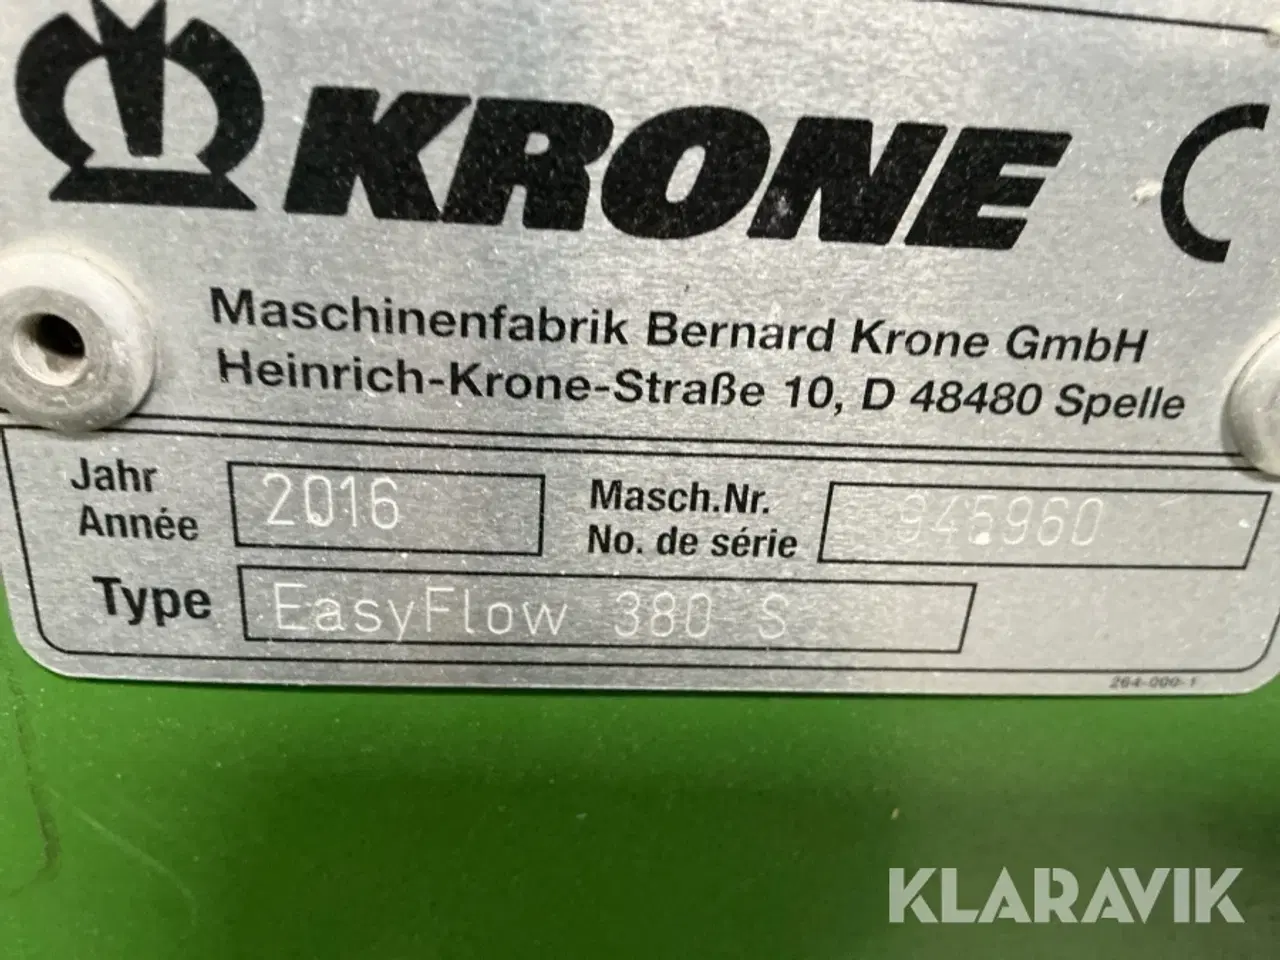 KRONE C
Maschinenfabrik Bernard Krone GmbH
Heinrich-Krone-Straße 10, D 48480 Spelle
Jahr
Année
2016
Masch.Nr.
No. de série
945960
Type
EasyFlow 380 S
264-000-1
KLARAVIK